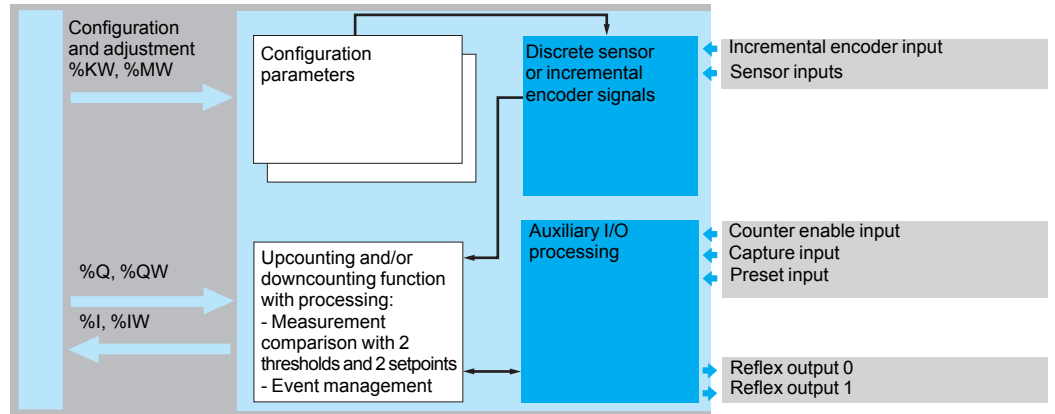 Configuration
and adjustment
%KW, %MW
Configuration
parameters
Discrete sensor
or incremental
encoder signals
Incremental encoder input
Sensor inputs
%Q, %QW
%I, %IW
Upcounting and/or
downcounting function
with processing:
- Measurement
comparison with 2
thresholds and 2 setpoints
- Event management
Auxiliary I/O
processing
Counter enable input
Capture input
Preset input
Reflex output 0
Reflex output 1